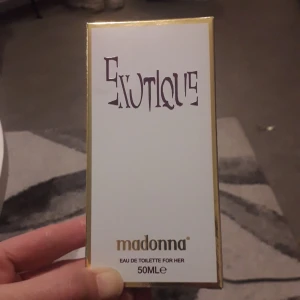 EXOTIQUE
madonna®
EAU DE TOILETTE FOR HER
50ML℮